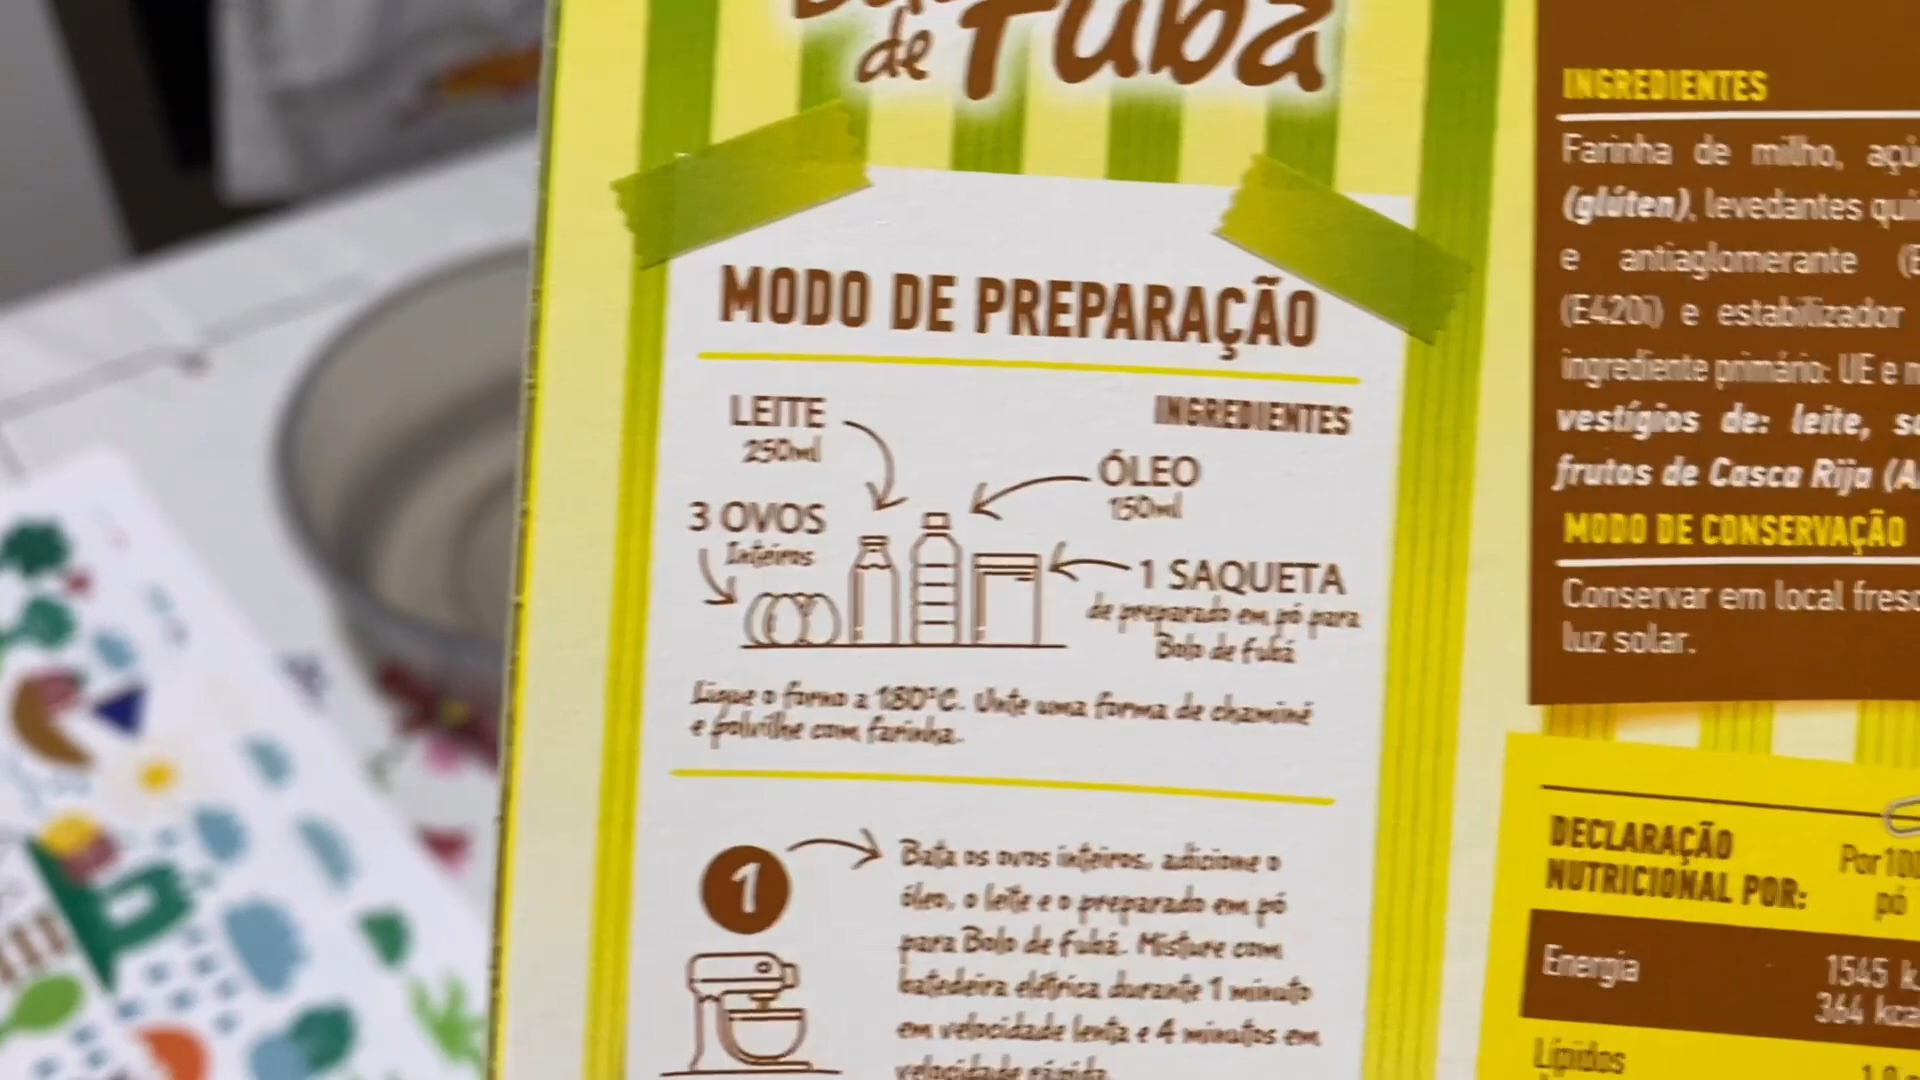 de Fubá
MODO DE PREPARAÇÃO
LEITE
250ml
INGREDIENTES
ÓLEO
150ml
3 OVOS
Inteiros
1 SAQUETA
de preparado em pó para
Bolo de Fubá
Ligue o forno a 180°C. Unte uma forma de chaminé
e polvilhe com farinha.
1
Bata os ovos inteiros, adicione o
óleo, o leite e o preparado em pó
para Bolo de Fubá. Misture com
batedeira elétrica durante 1 minuto
em velocidade lenta e 4 minutos em
velocidade rápida.
INGREDIENTES
Farinha de milho,
(glúten), levedantes
e antiaglomerante
(E420i) e estabilizador
ingrediente primário: UE e
vestígios de: leite,
frutos de Casca Rija
MODO DE CONSERVAÇÃO
Conservar em local
luz solar.
DECLARAÇÃO
NUTRICIONAL POR:
Por
pó
Energia
1545
364
Lípidos